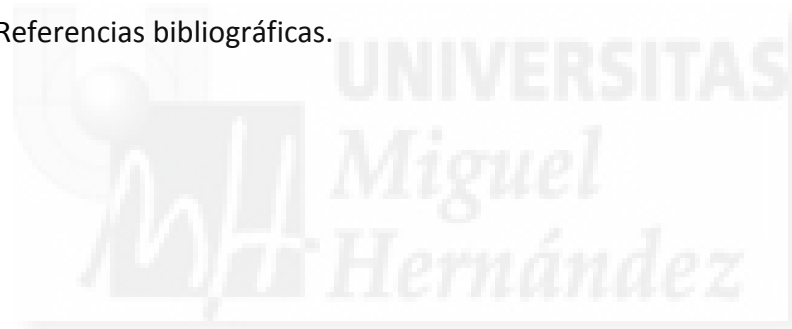 Referencias bibliográficas.
UNIVERSITAS
Miguel
Hernández